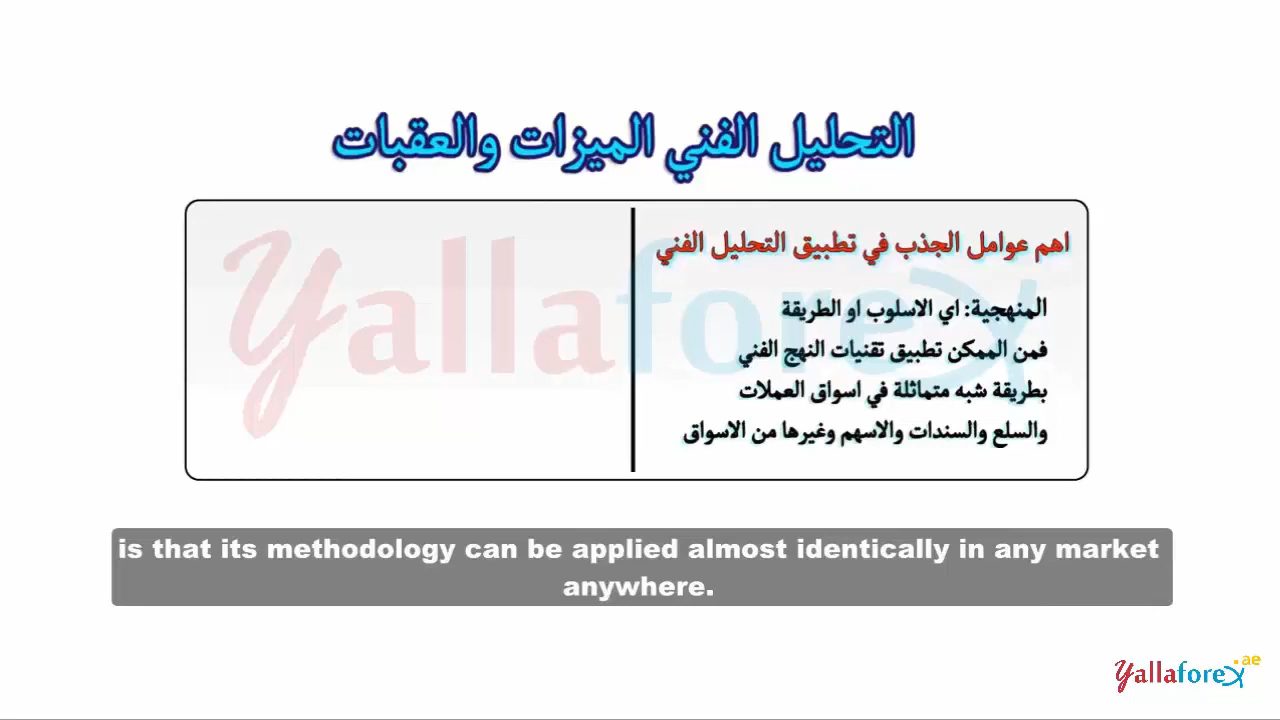 التحليل الفني الميزات والعقبات
اهم عوامل الجذب في تطبيق التحليل الفني
المنهجية: اي الاسلوب او الطريقة
فمن الممكن تطبيق تقنيات النهج الفني
بطريقة شبه متماثلة في اسواق العملات
والسلع والسندات والاسهم وغيرها من الاسواق
Yallaforex
is that its methodology can be applied almost identically in any market
anywhere.
Yallaforex.ae